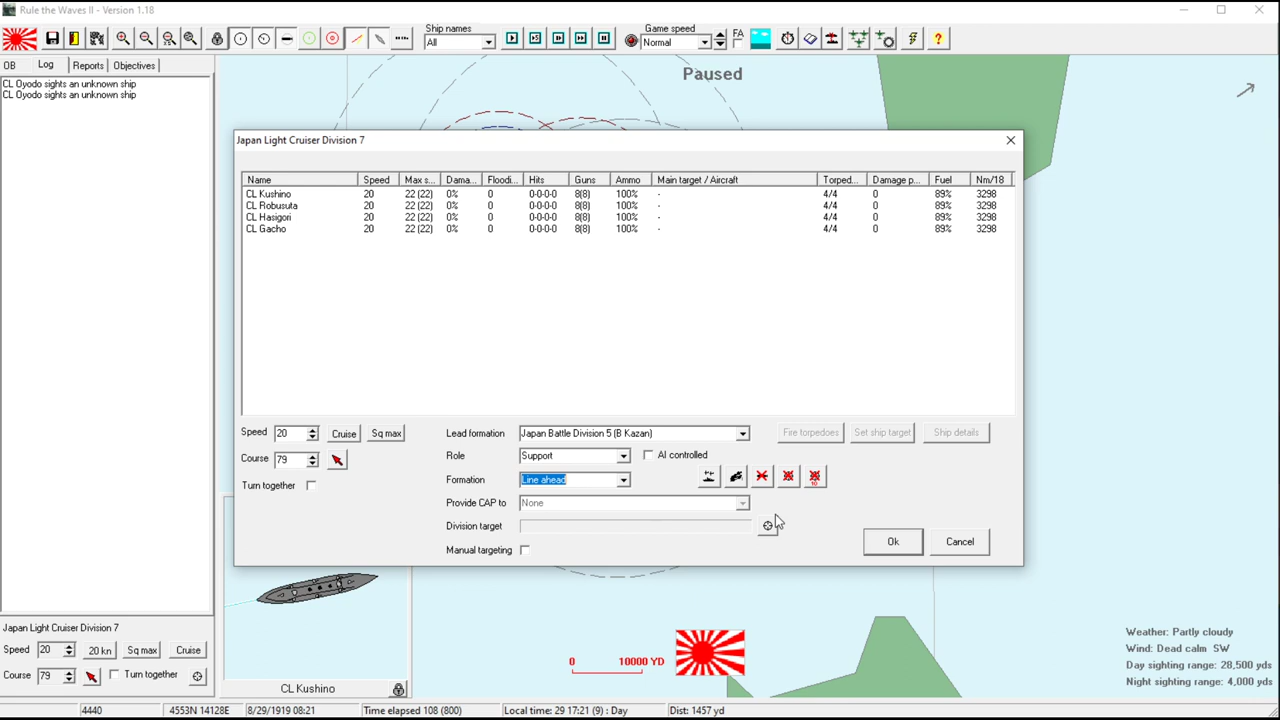 Rule the Waves II - Version 1.18
Ship names
All
Game speed
Normal
FA
OB Log Reports Objectives
CL Oyodo sights an unknown ship
CL Oyodo sights an unknown ship
Paused
Japan Light Cruiser Division 7
Name Speed Max s... Dama... Floodi... Hits Guns Ammo Main target / Aircraft Torped... Damage p... Fuel Nm/18
CL Kushino 20 22 (22) 0% 0 0-0-0-0 8(8) 100% - 4/4 0 89% 3298
CL Robusuta 20 22 (22) 0% 0 0-0-0-0 8(8) 100% - 4/4 0 89% 3298
CL Hasigori 20 22 (22) 0% 0 0-0-0-0 8(8) 100% - 4/4 0 89% 3298
CL Gacho 20 22 (22) 0% 0 0-0-0-0 8(8) 100% - 4/4 0 89% 3298
Speed 20 Cruise Sq max
Course 79
Turn together
Lead formation Japan Battle Division 5 (B Kazan)
Role Support AI controlled
Formation Line ahead
Provide CAP to None
Division target
Manual targeting
Fire torpedoes Set ship target Ship details
10
Ok Cancel
Japan Light Cruiser Division 7
Speed 20 20 kn Sq max Cruise
Course 79 Turn together
CL Kushino
0 10000 YD
Weather: Partly cloudy
Wind: Dead calm SW
Day sighting range: 28,500 yds
Night sighting range: 4,000 yds
4440 4553N 14128E 8/29/1919 08:21 Time elapsed 108 (800) Local time: 29 17:21 (9) : Day Dist: 1457 yd